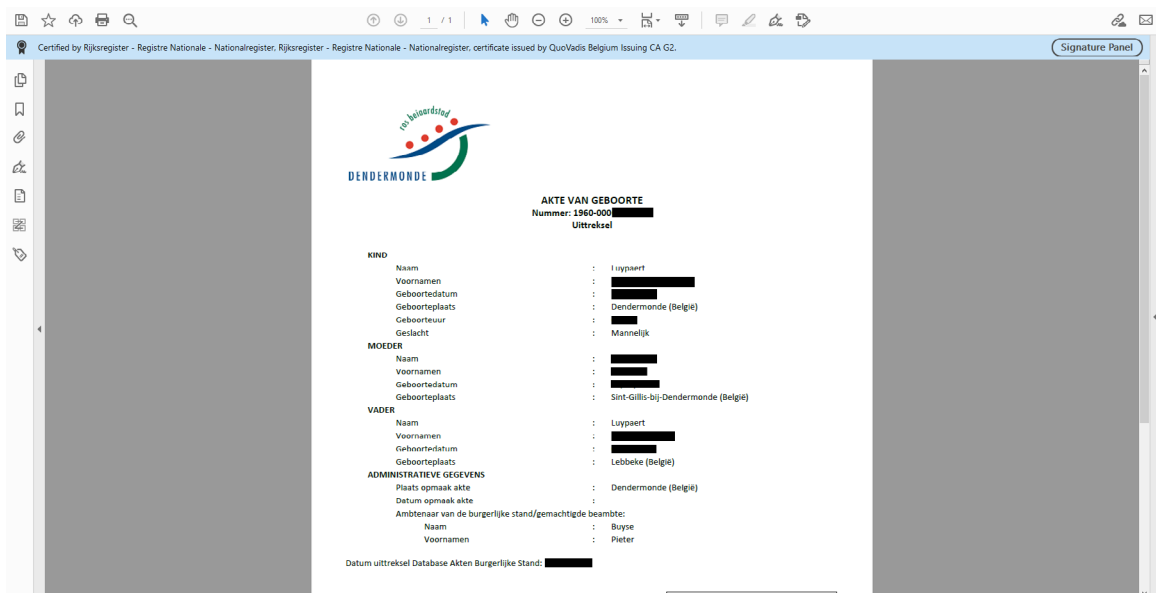 1 / 1
100%
Certified by Rijksregister - Registre Nationale - Nationalregister, Rijksregister - Registre Nationale - Nationalregister, certificate issued by QuoVadis Belgium Issuing CA G2.
Signature Panel
ros beiaardstad
DENDERMONDE
AKTE VAN GEBOORTE
Nummer: 1960-000
Uittreksel
KIND
Naam : Luypaert
Voornamen :
Geboortedatum :
Geboorteplaats : Dendermonde (België)
Geboorteuur :
Geslacht : Mannelijk
MOEDER
Naam :
Voornamen :
Geboortedatum :
Geboorteplaats : Sint-Gillis-bij-Dendermonde (België)
VADER
Naam : Luypaert
Voornamen :
Geboortedatum :
Geboorteplaats : Lebbeke (België)
ADMINISTRATIEVE GEGEVENS
Plaats opmaak akte : Dendermonde (België)
Datum opmaak akte :
Ambtenaar van de burgerlijke stand/gemachtigde beambte:
Naam : Buyse
Voornamen : Pieter
Datum uittreksel Database Akten Burgerlijke Stand: